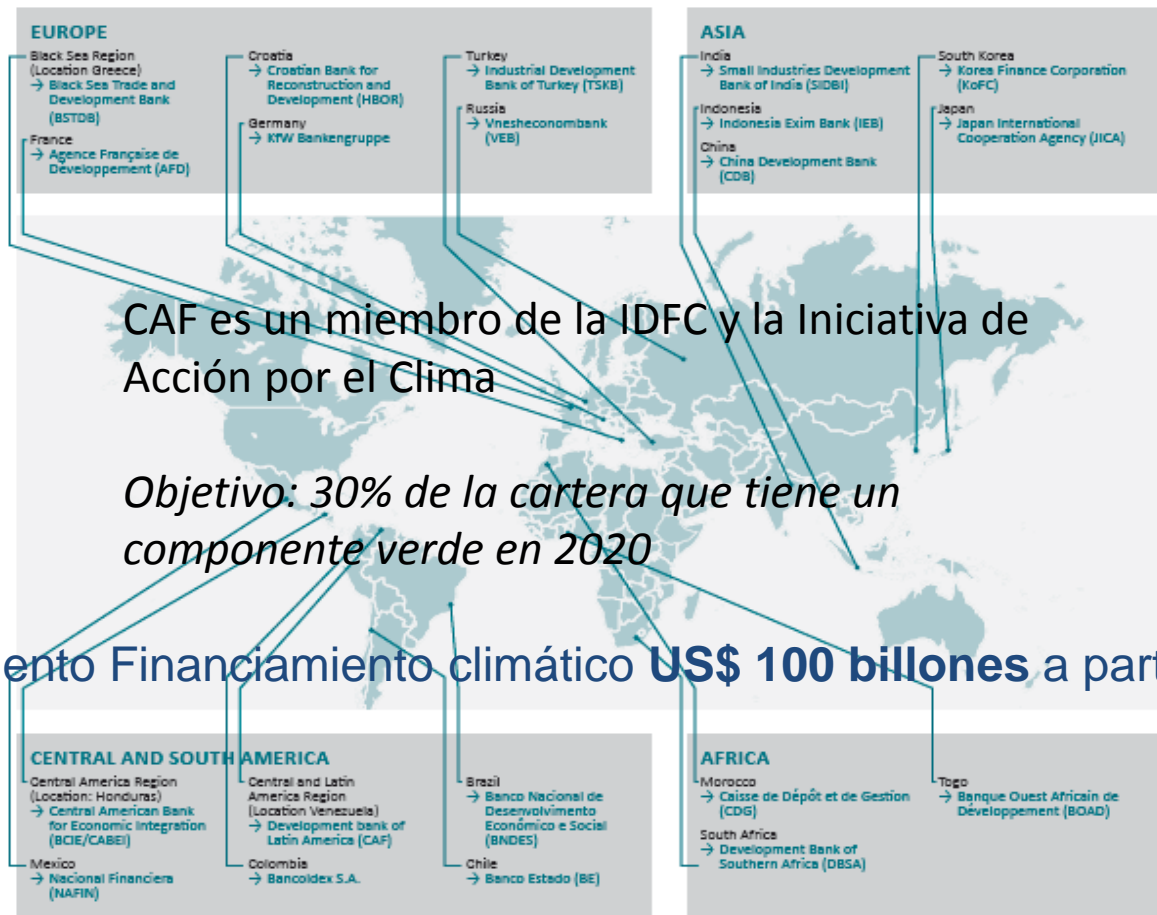 EUROPE
Black Sea Region
(Location Greece)
→ Black Sea Trade and
Development Bank
(BSTDB)
France
→ Agence Française de
Développement (AFD)
Croatia
→ Croatian Bank for
Reconstruction and
Development (HBOR)
Germany
→ KfW Bankengruppe
Turkey
→ Industrial Development
Bank of Turkey (TSKB)
Russia
→ Vnesheconombank
(VEB)
ASIA
India
→ Small Industries Development
Bank of India (SIDBI)
Indonesia
→ Indonesia Exim Bank (IEB)
China
→ China Development Bank
(CDB)
South Korea
→ Korea Finance Corporation
(KoFC)
Japan
→ Japan International
Cooperation Agency (JICA)
CAF es un miembro de la IDFC y la Iniciativa de
Acción por el Clima
Objetivo: 30% de la cartera que tiene un
componente verde en 2020
ento Financiamiento climático US$ 100 billones a part
CENTRAL AND SOUTH AMERICA
Central America Region
(Location: Honduras)
→ Central American Bank
for Economic Integration
(BCIE/CABEI)
Mexico
→ Nacional Financiera
(NAFIN)
Central and Latin
America Region
(Location Venezuela)
→ Development bank of
Latin America (CAF)
Colombia
→ Bancoldex S.A.
Brazil
→ Banco Nacional de
Desenvolvimento
Econômico e Social
(BNDES)
Chile
→ Banco Estado (BE)
AFRICA
Morocco
→ Caisse de Dépôt et de Gestion
(CDG)
South Africa
→ Development Bank of
Southern Africa (DBSA)
Togo
→ Banque Ouest Africain de
Développement (BOAD)